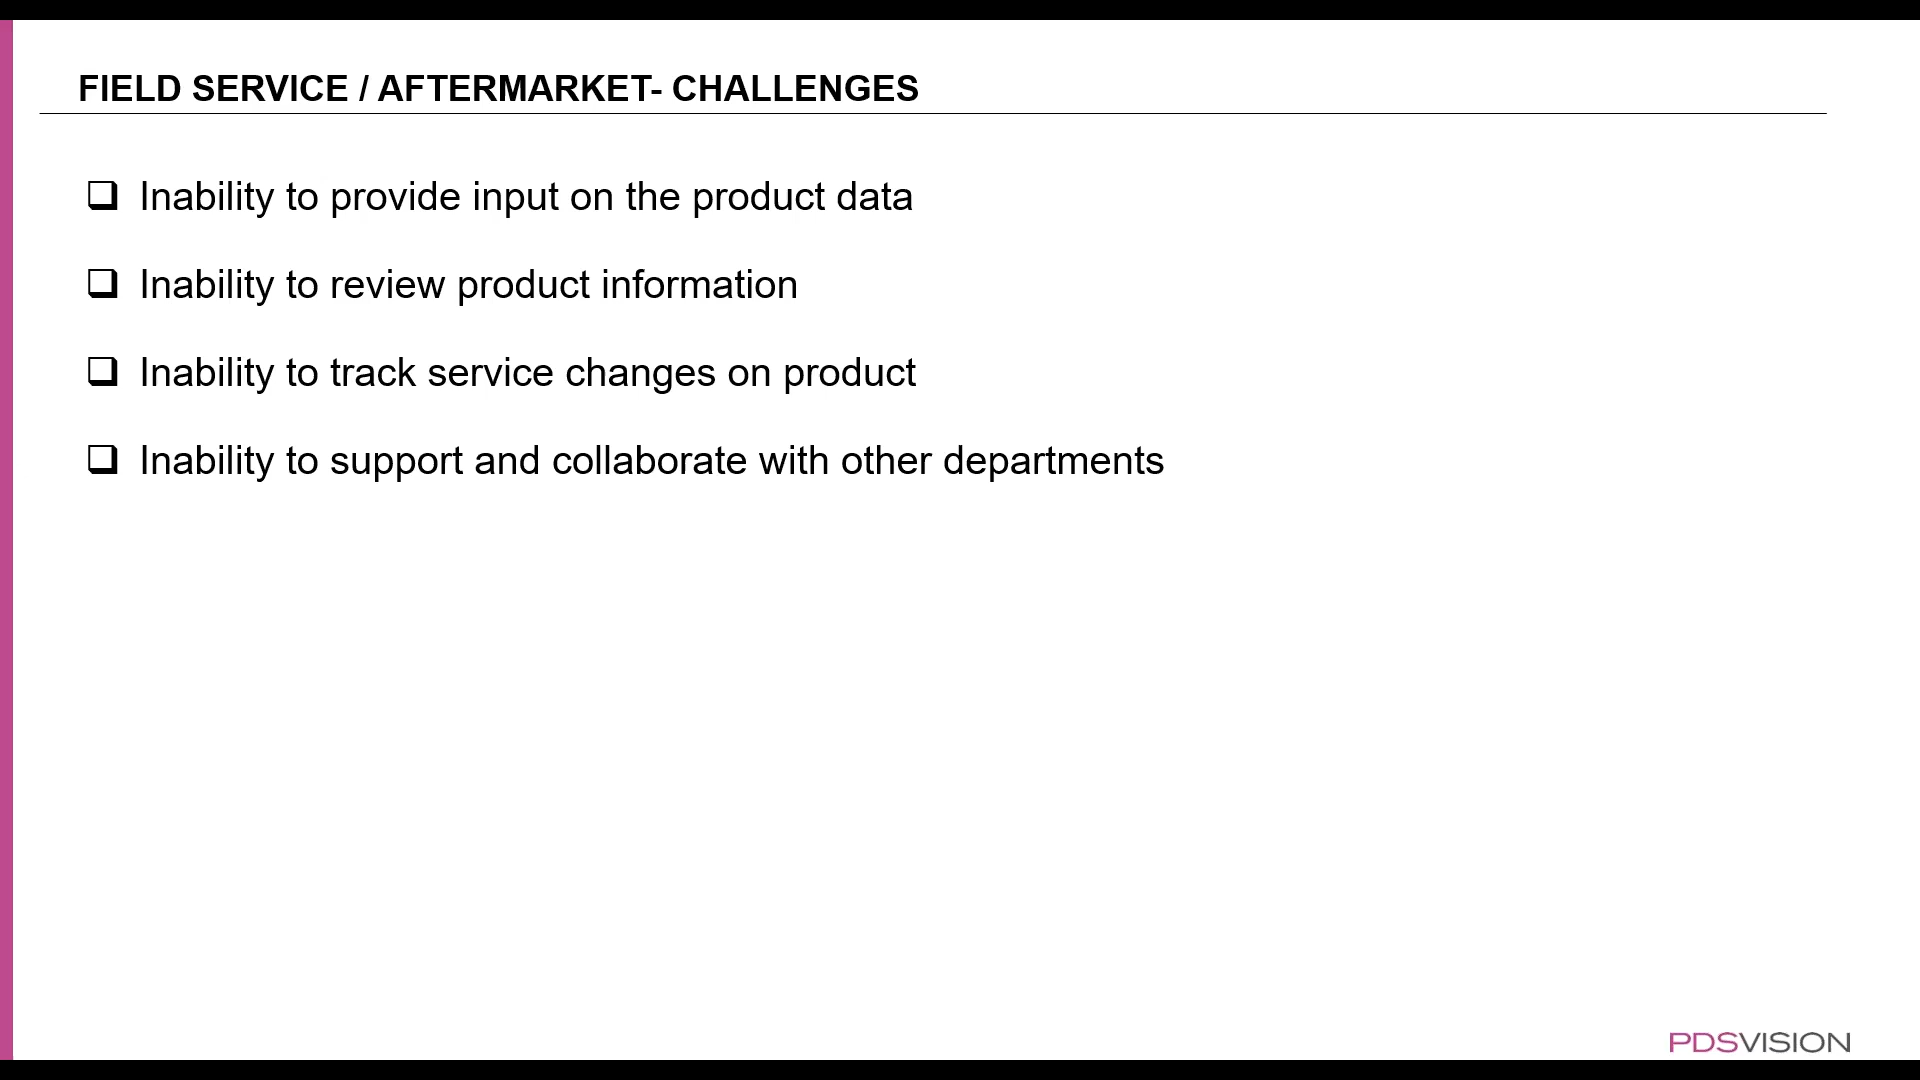 FIELD SERVICE / AFTERMARKET- CHALLENGES
❑ Inability to provide input on the product data
❑ Inability to review product information
❑ Inability to track service changes on product
❑ Inability to support and collaborate with other departments
PDSVISION